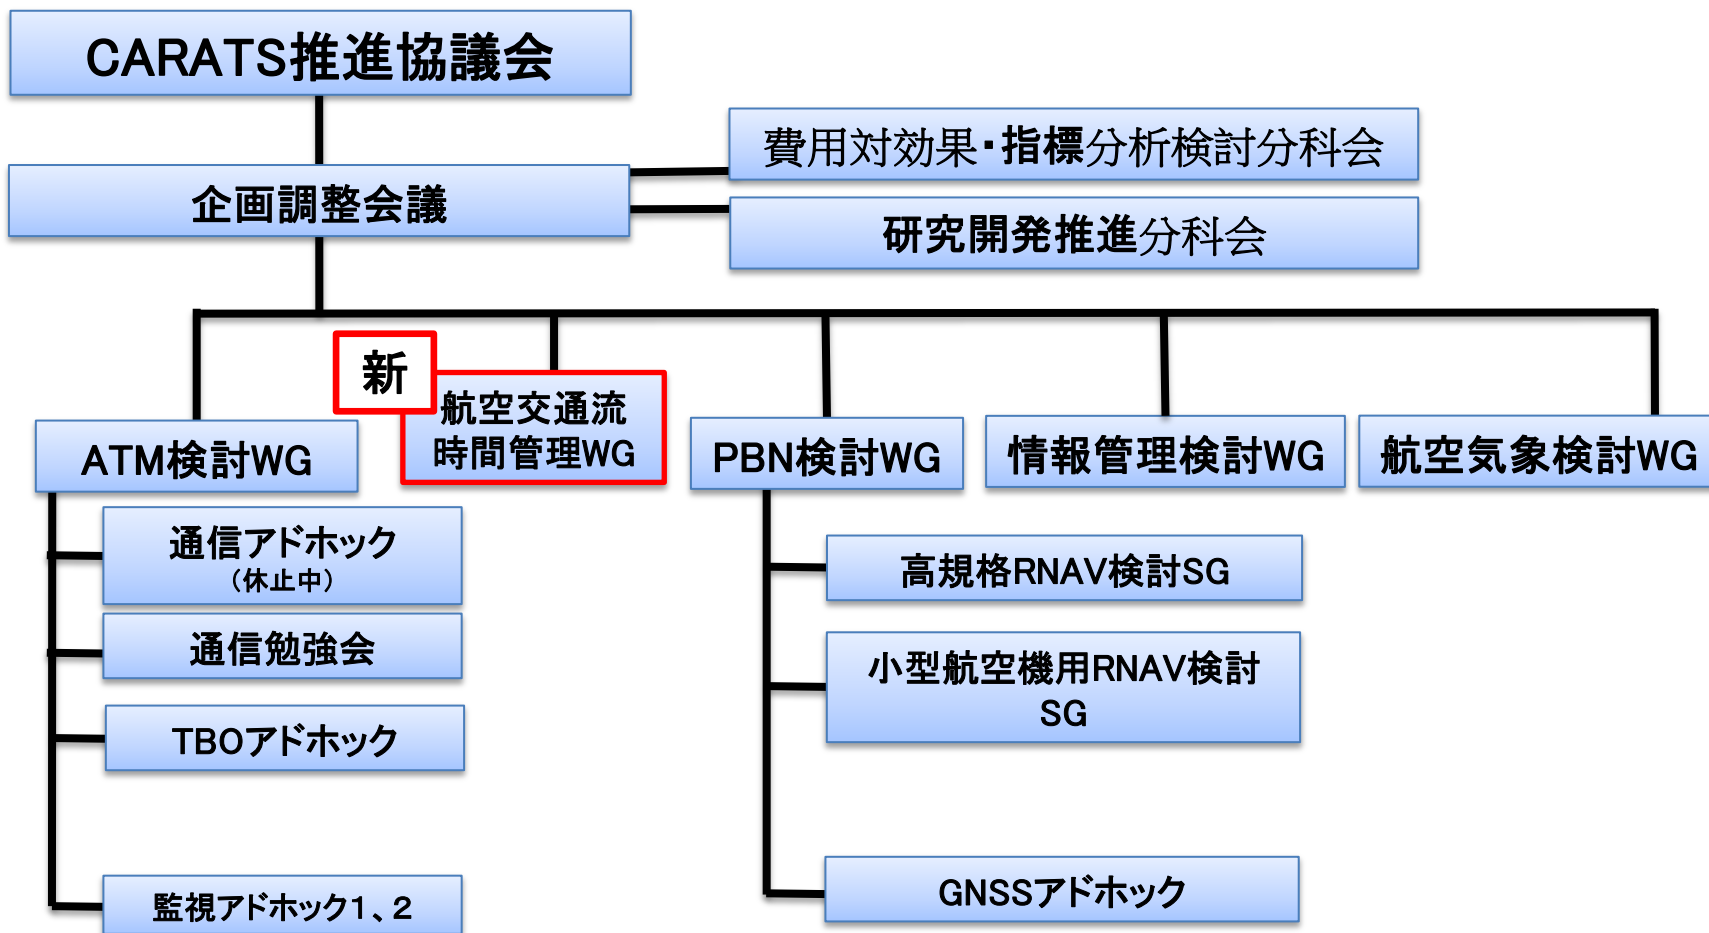 CARATS推進協議会
費用対効果・指標分析検討分科会
企画調整会議
研究開発推進分科会
新
航空交通流
時間管理WG
ATM検討WG
PBN検討WG
情報管理検討WG
航空気象検討WG
通信アドホック
（休止中）
通信勉強会
TBOアドホック
監視アドホック１、２
高規格RNAV検討SG
小型航空機用RNAV検討
SG
GNSSアドホック